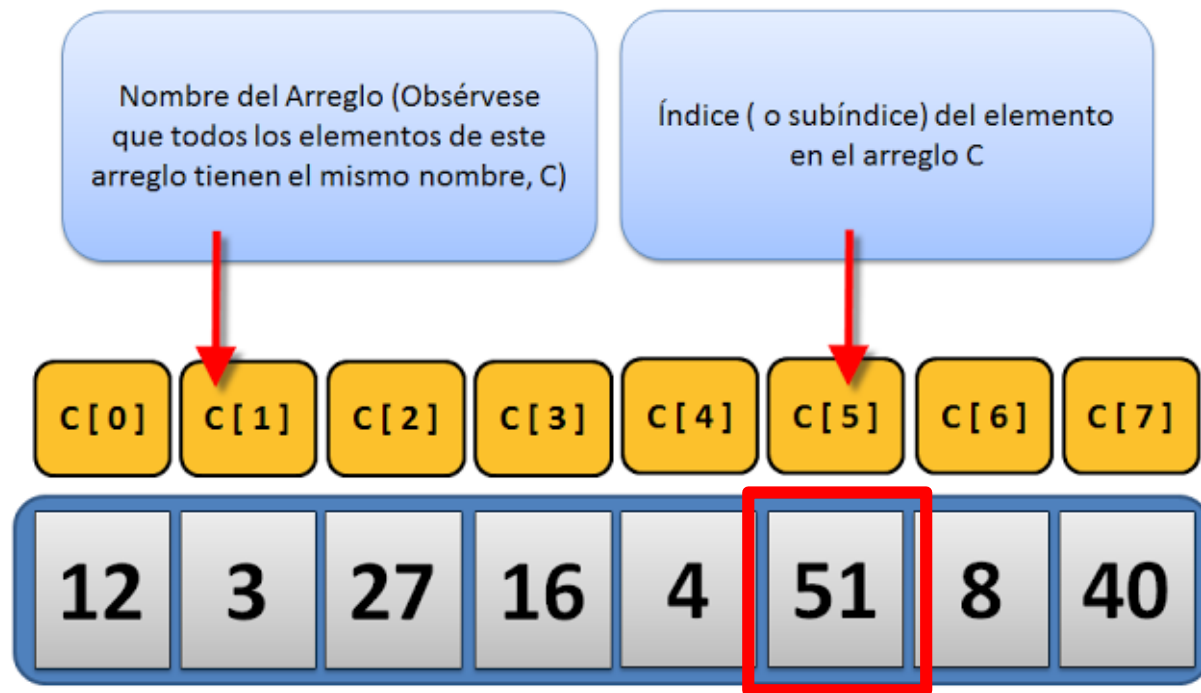 Nombre del Arreglo (Obsérvese
que todos los elementos de este
arreglo tienen el mismo nombre, C)
Índice ( o subíndice) del elemento
en el arreglo C
C [ 0 ] C [ 1 ] C [ 2 ] C [ 3 ] C [ 4 ] C [ 5 ] C [ 6 ] C [ 7 ]
12 3 27 16 4 51 8 40